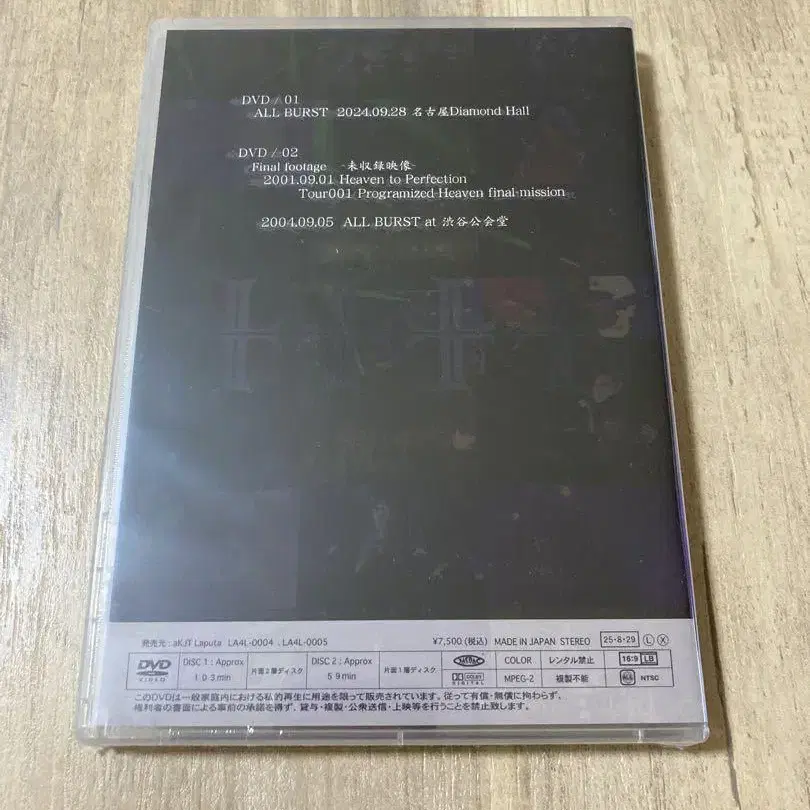 DVD / 01
ALL BURST 2024.09.28 名古屋Diamond Hall
DVD / 02
Final footage -未収録映像-
2001.09.01 Heaven to Perfection
Tour001 Programized Heaven final-mission
2004.09.05 ALL BURST at 渋谷公会堂
発売元 : aK.IT Laputa LA4L-0004 . LA4L-0005 ¥7,500 (税込) MADE IN JAPAN STEREO 25-8-29 L X
DVD VIDEO DISC 1 : Approx 103min 片面2層ディスク DISC 2 : Approx 59min 片面1層ディスク JASRAC DOLBY DIGITAL COLOR MPEG-2 レンタル禁止 複製不能 16:9 LB ALL NTSC
このDVDは一般家庭内における私的再生に用途を限って販売されています。従って有償・無償に拘わらず、
権利者の書面による事前の承諾を得ず、貸与・複製・公衆送信・上映等を行うことを禁止致します。